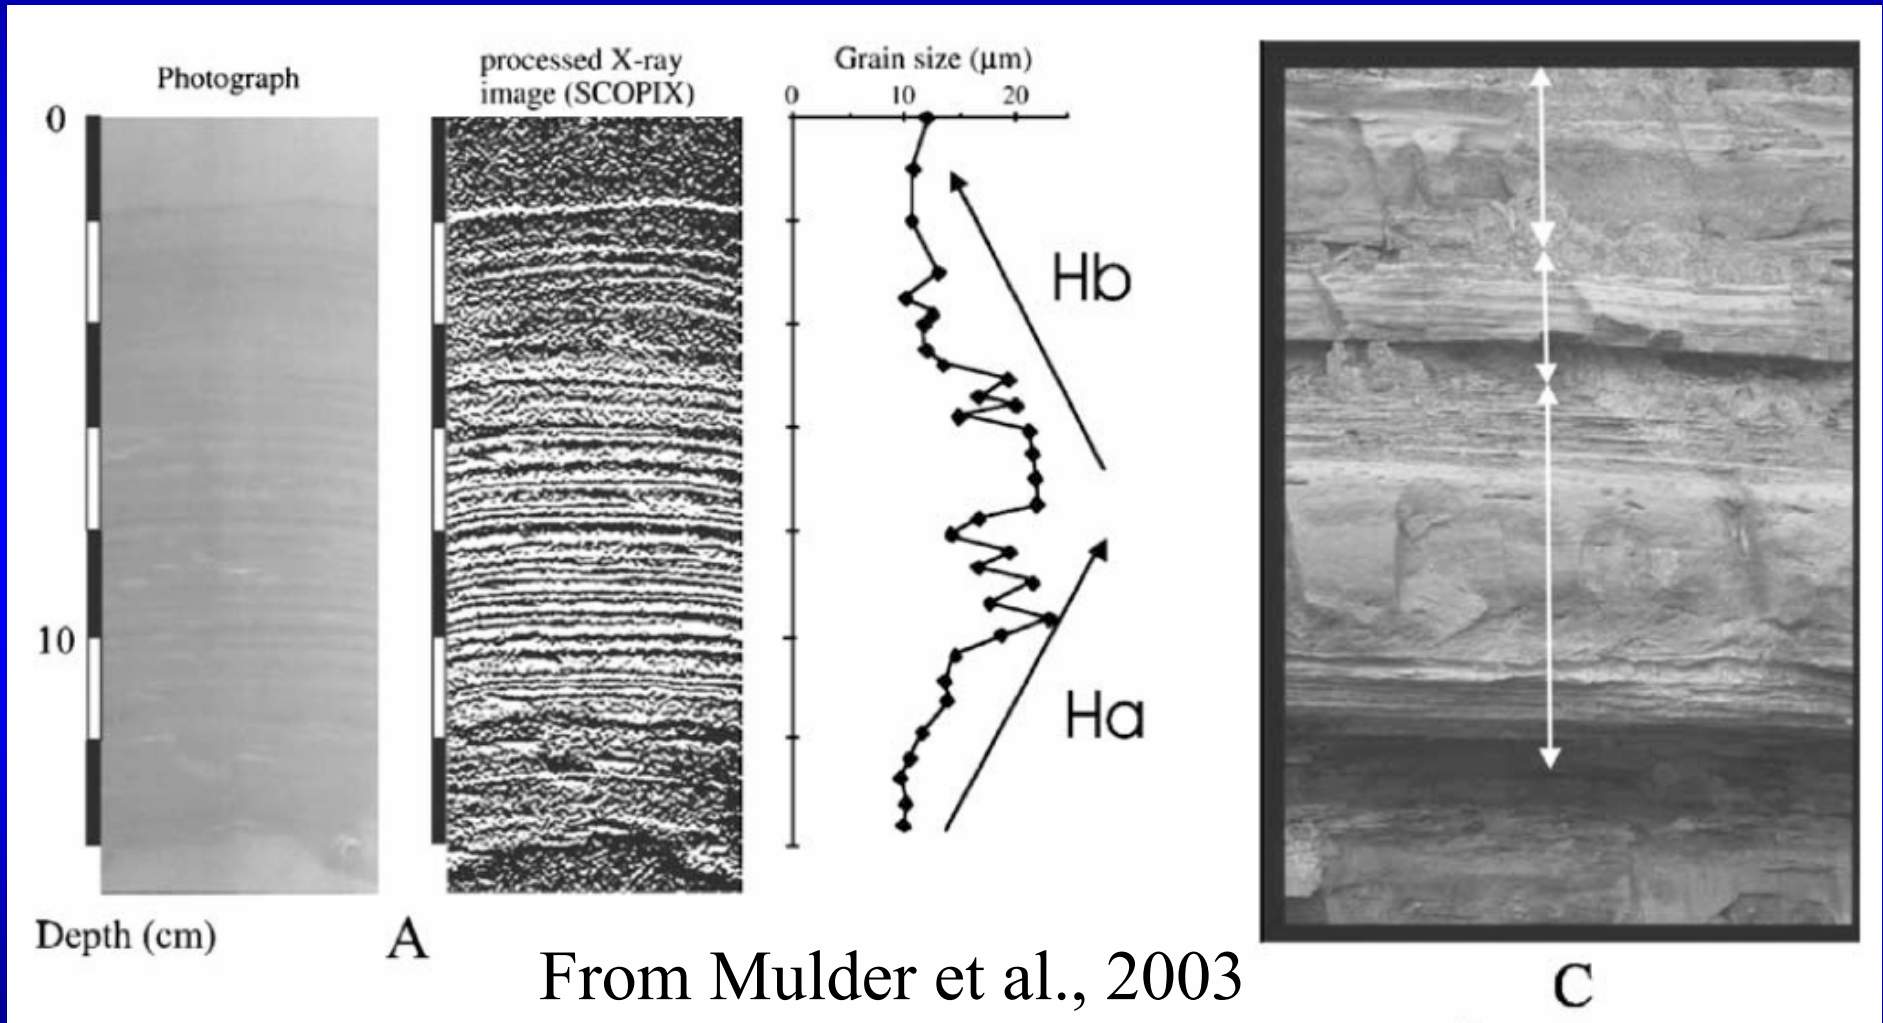 Photograph
processed X-ray
image (SCOPIX)
Grain size (µm)
0
10
20
0
10
Hb
Ha
Depth (cm)
A
From Mulder et al., 2003
C